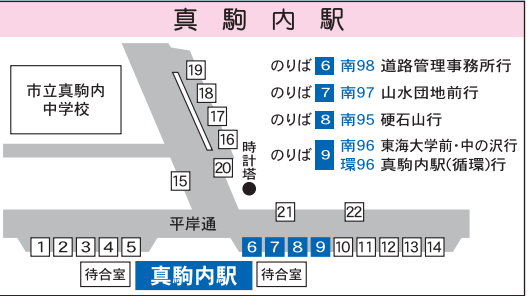 真駒内駅
市立真駒内
中学校
のりば 6 南98 道路管理事務所行
のりば 7 南97 山水団地前行
のりば 8 南95 硬石山行
のりば 9 南96 東海大学前・中の沢行
環96 真駒内駅(循環)行
19
18
17
16
20
時計塔
15
21
22
平岸通
1 2 3 4 5 6 7 8 9 10 11 12 13 14
待合室 真駒内駅 待合室